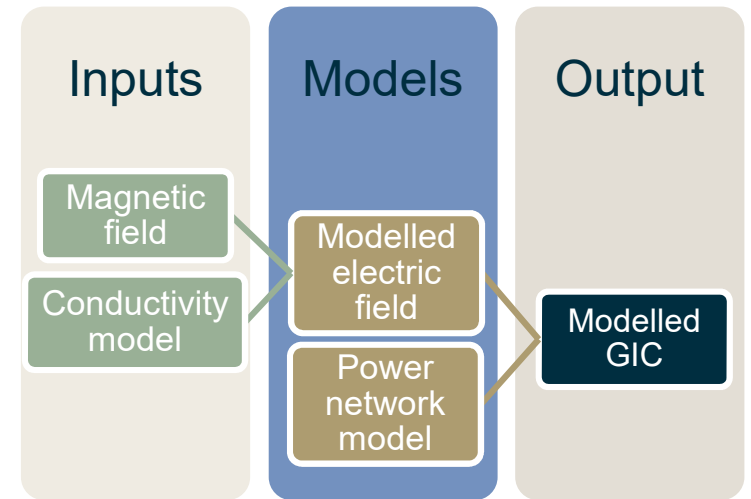 Inputs
Models
Output
Magnetic
field
Conductivity
model
Modelled
electric
field
Power
network
model
Modelled
GIC